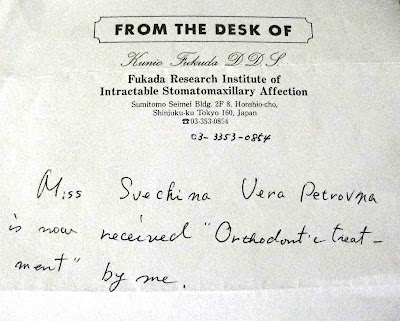 FROM THE DESK OF
Kunio Fukuda D.D.S.
Fukada Research Institute of
Intractable Stomatomaxillary Affection
Sumitomo Seimei Bldg. 2F 8, Honshio-cho,
Shinjuku-ku Tokyo 160, Japan
☎03-353-0854
✆3-3353-0854
Miss Svechina Vera Petrovna
is now received "Orthodontic treat-
ment" by me.